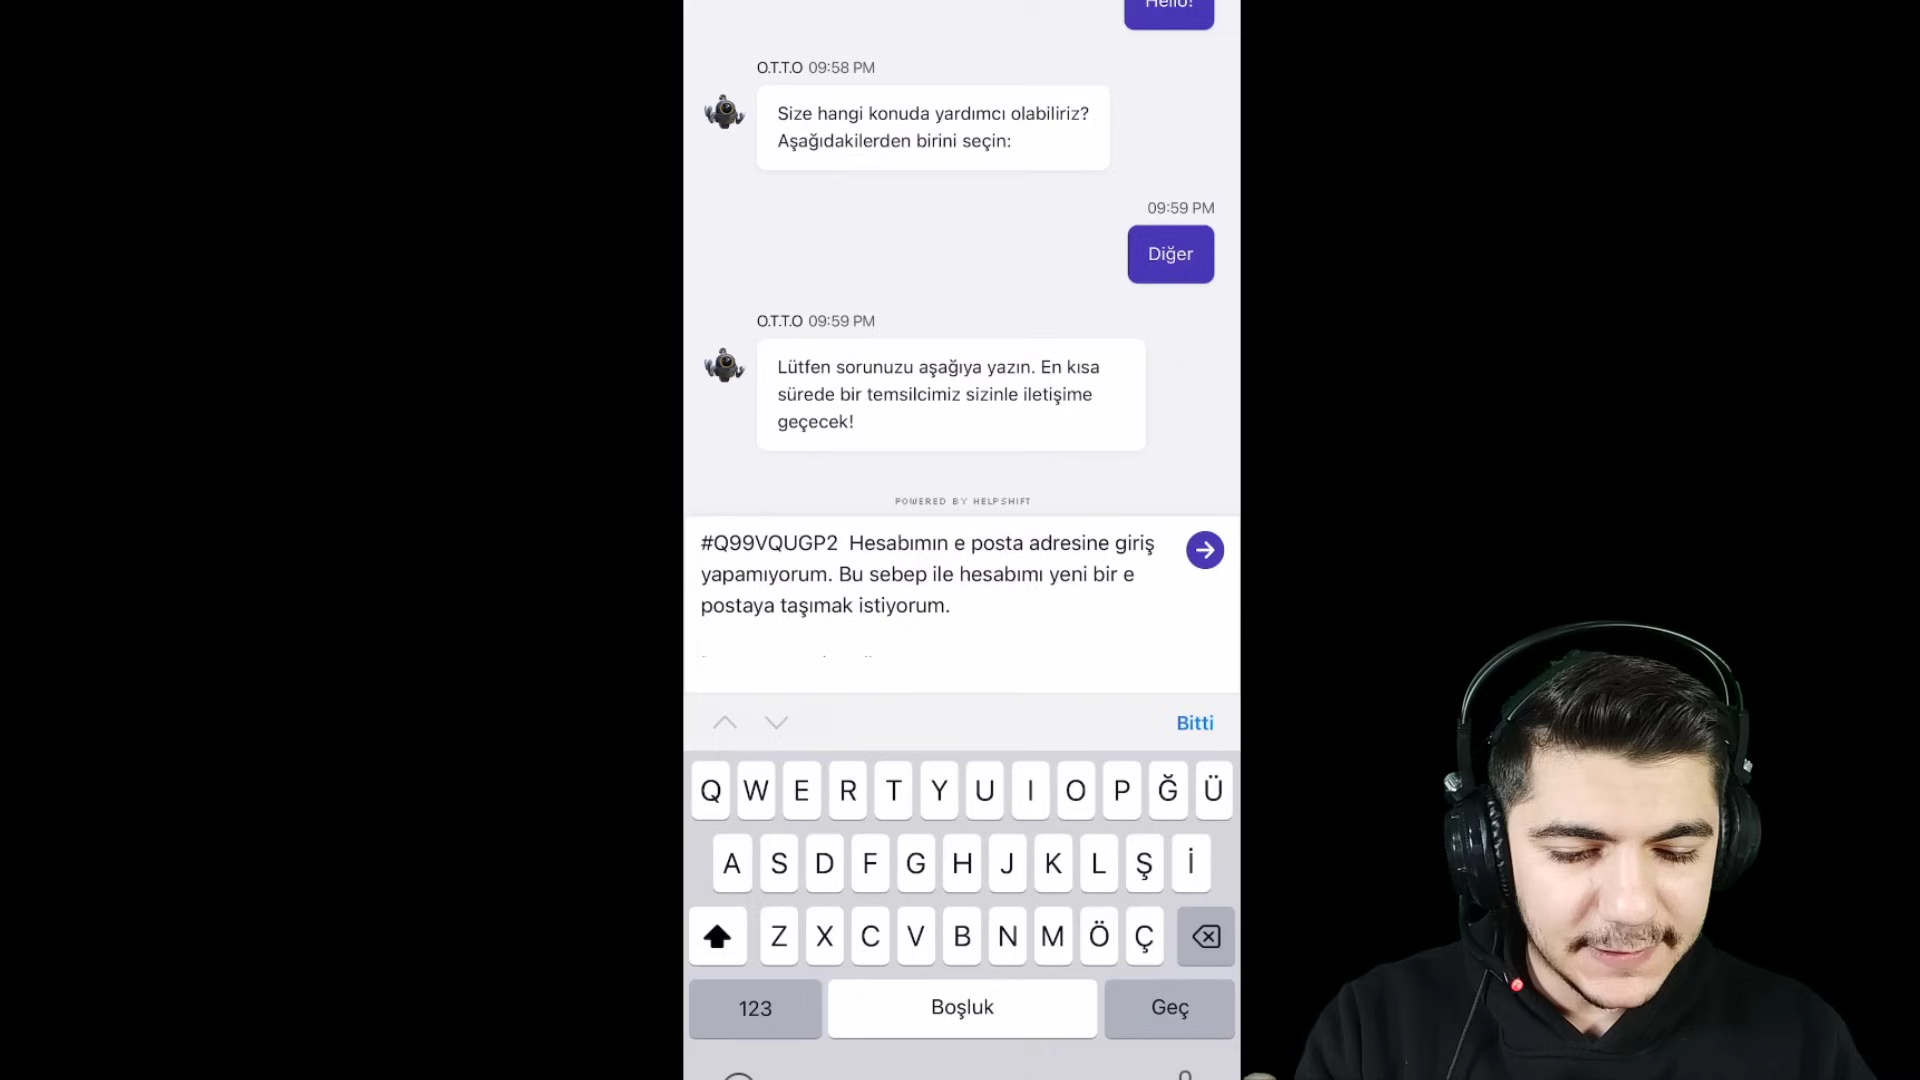 Hello!
O.T.T.O 09:58 PM
Size hangi konuda yardımcı olabiliriz?
Aşağıdakilerden birini seçin:
09:59 PM
Diğer
O.T.T.O 09:59 PM
Lütfen sorunuzu aşağıya yazın. En kısa
sürede bir temsilcimiz sizinle iletişime
geçecek!
POWERED BY HELPSHIFT
#Q99VQUGP2 Hesabımın e posta adresine giriş
yapamıyorum. Bu sebep ile hesabımı yeni bir e
postaya taşımak istiyorum.
Bitti
Q W E R T Y U I O P Ğ Ü
A S D F G H J K L Ş İ
Z X C V B N M Ö Ç
123 Boşluk Geç